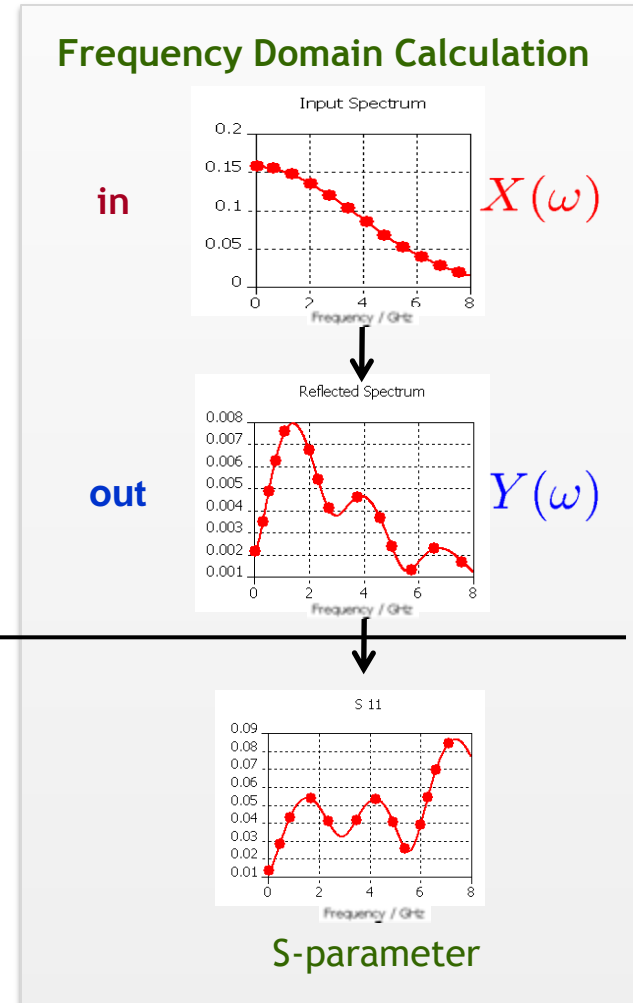 Frequency Domain Calculation
Input Spectrum
0.2
0.15
0.1
0.05
0
0 2 4 6 8
Frequency / GHz
in
X(ω)
Reflected Spectrum
0.008
0.007
0.006
0.005
0.004
0.003
0.002
0.001
0 2 4 6 8
Frequency / GHz
out
Y(ω)
S 11
0.09
0.08
0.07
0.06
0.05
0.04
0.03
0.02
0.01
0 2 4 6 8
Frequency / GHz
S-parameter